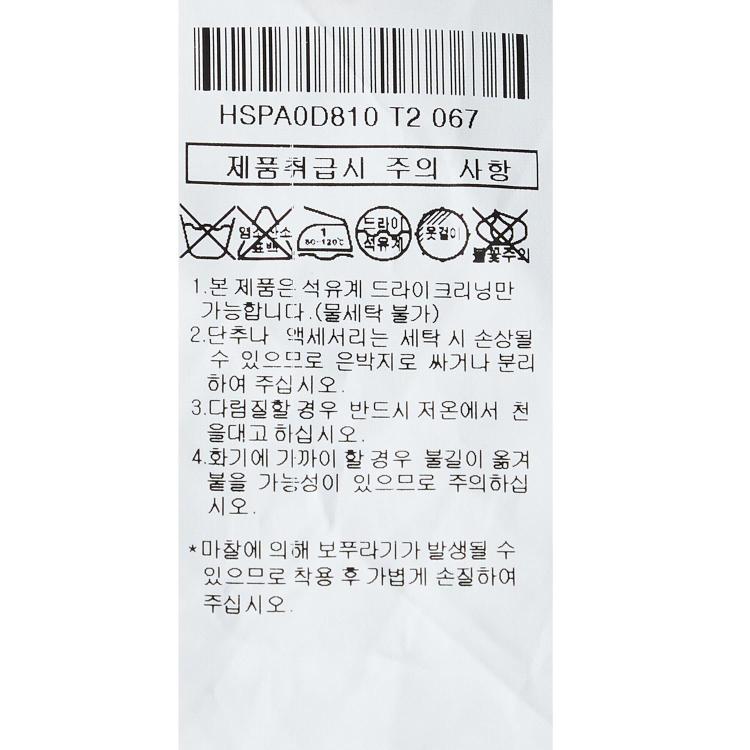 HSPA0D810 T2 067
제품취급시 주의 사항
염소산소 표백
1 80~120℃
드라이 석유계
옷걸이
불꽃주의
1.본 제품은 석유계 드라이크리닝만
가능합니다.(물세탁 불가)
2.단추나 액세서리는 세탁 시 손상될
수 있으므로 은박지로 싸거나 분리
하여 주십시오.
3.다림질할 경우 반드시 저온에서 천
을대고 하십시오.
4.화기에 가까이 할 경우 불길이 옮겨
붙을 가능성이 있으므로 주의하십
시오.
*마찰에 의해 보푸라기가 발생될 수
있으므로 착용 후 가볍게 손질하여
주십시오.